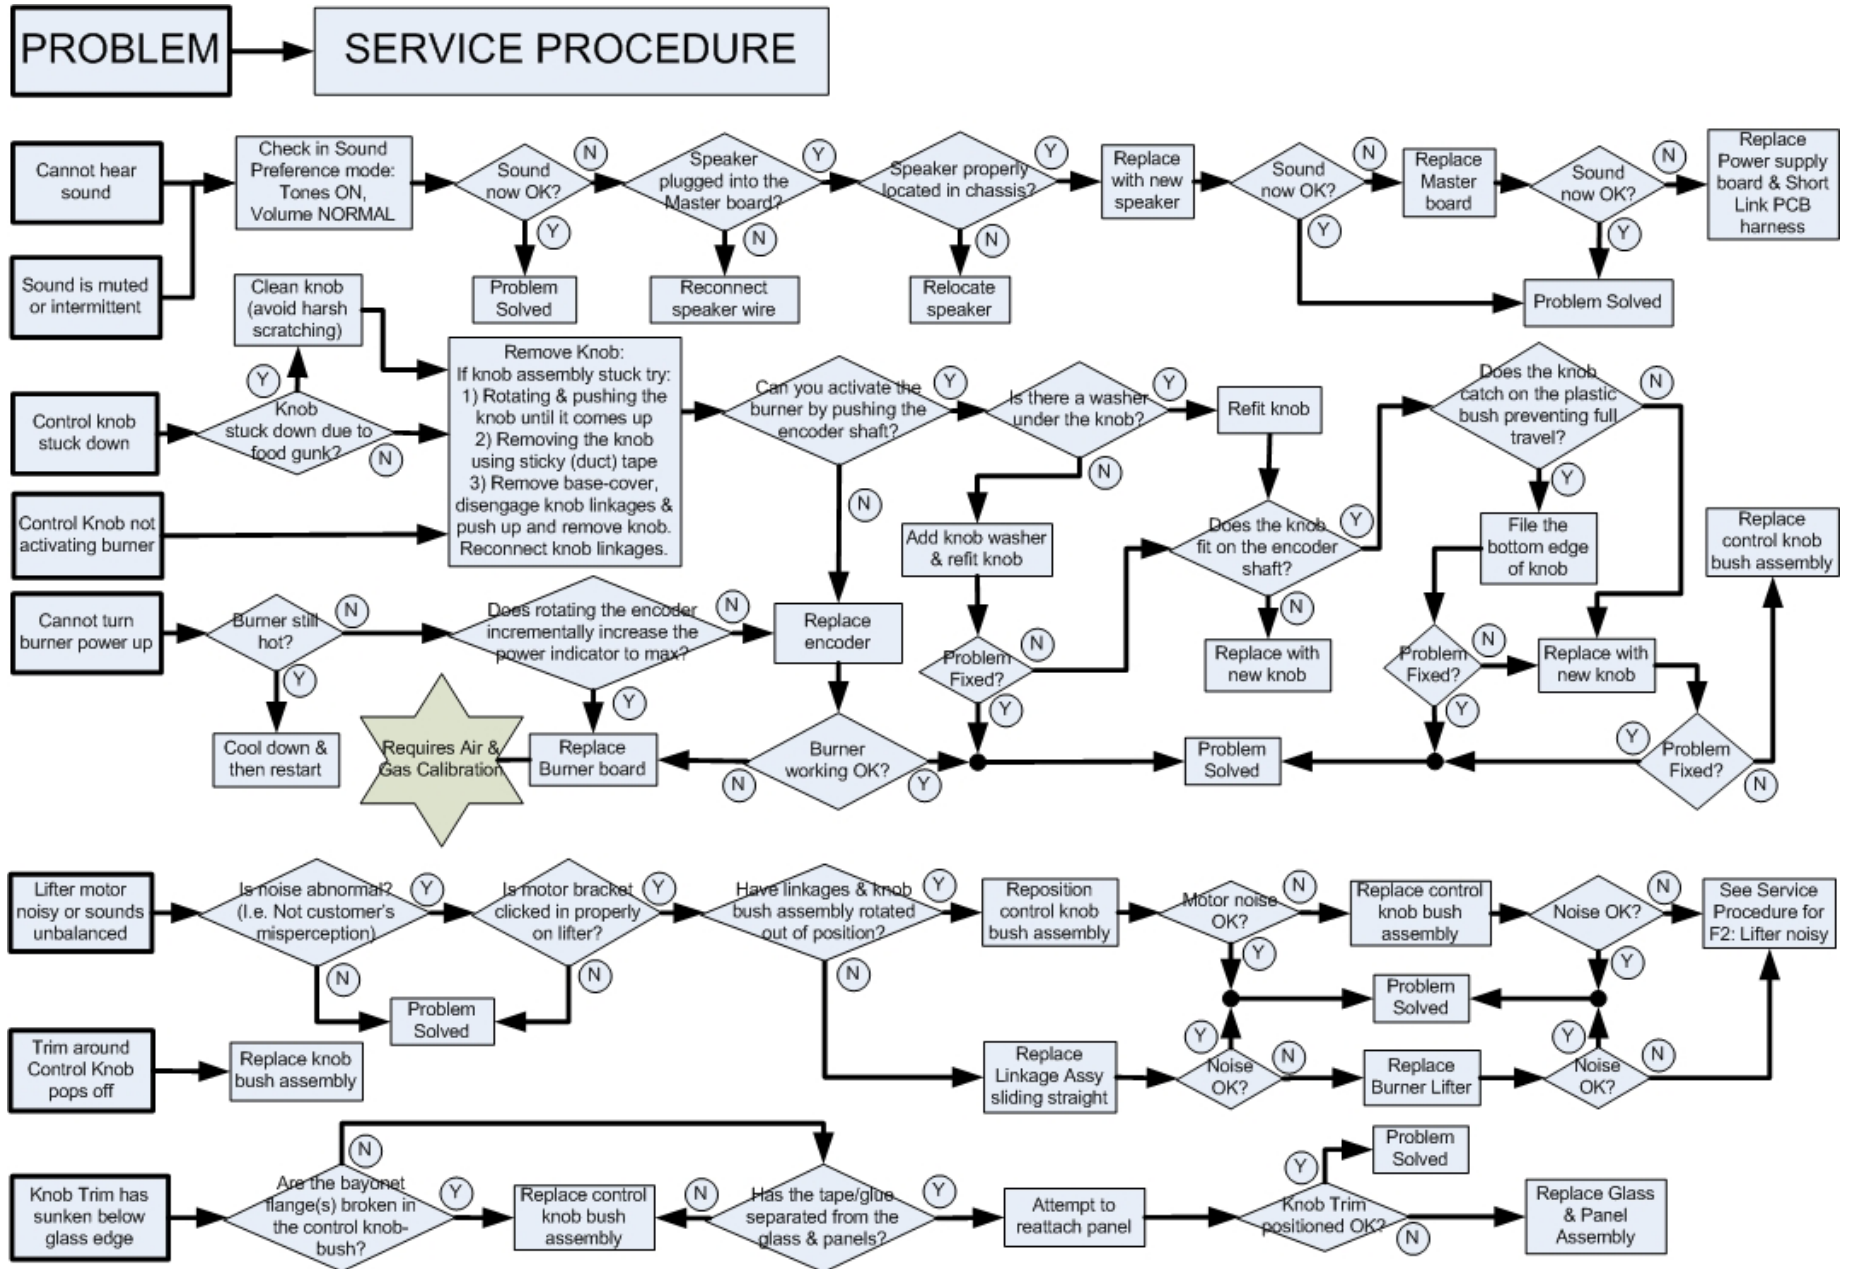 PROBLEM
SERVICE PROCEDURE
Cannot hear
sound
Check in Sound
Preference mode:
Tones ON,
Volume NORMAL
Sound
now OK?
N
Y
Problem
Solved
Speaker
plugged into the
Master board?
Y
N
Reconnect
speaker wire
Speaker properly
located in chassis?
Y
N
Relocate
speaker
Replace
with new
speaker
Sound
now OK?
N
Y
Replace
Master
board
Sound
now OK?
N
Y
Problem Solved
Replace
Power supply
board & Short
Link PCB
harness
Sound is muted
or intermittent
Clean knob
(avoid harsh
scratching)
Y
Control knob
stuck down
Knob
stuck down due to
food gunk?
N
Remove Knob:
If knob assembly stuck try:
1) Rotating & pushing the
knob until it comes up
2) Removing the knob
using sticky (duct) tape
3) Remove base-cover,
disengage knob linkages &
push up and remove knob.
Reconnect knob linkages.
Can you activate the
burner by pushing the
encoder shaft?
Y
N
Is there a washer
under the knob?
Y
N
Refit knob
Does the knob
catch on the plastic
bush preventing full
travel?
N
Y
Control Knob not
activating burner
Add knob washer
& refit knob
Does the knob
fit on the encoder
shaft?
Y
N
File the
bottom edge
of knob
Replace
control knob
bush assembly
Cannot turn
burner power up
Burner still
hot?
N
Y
Cool down &
then restart
Does rotating the encoder
incrementally increase the
power indicator to max?
N
Y
Replace
encoder
Problem
Fixed?
N
Y
Replace with
new knob
Problem
Fixed?
N
Y
Replace with
new knob
Requires Air &
Gas Calibration
Replace
Burner board
Burner
working OK?
N
Y
Problem
Solved
Problem
Fixed?
Y
N
Lifter motor
noisy or sounds
unbalanced
Is noise abnormal?
(I.e. Not customer's
misperception)
Y
N
Is motor bracket
clicked in properly
on lifter?
Y
N
Problem
Solved
Have linkages & knob
bush assembly rotated
out of position?
Y
N
Reposition
control knob
bush assembly
Motor noise
OK?
N
Y
Replace control
knob bush
assembly
Noise OK?
N
Y
See Service
Procedure for
F2: Lifter noisy
Problem
Solved
Trim around
Control Knob
pops off
Replace knob
bush assembly
Replace
Linkage Assy
sliding straight
Noise
OK?
Y
N
Replace
Burner Lifter
Noise
OK?
Y
N
Knob Trim has
sunken below
glass edge
Are the bayonet
flange(s) broken in
the control knob-
bush?
N
Y
Replace control
knob bush
assembly
N
Has the tape/glue
separated from the
glass & panels?
Y
Attempt to
reattach panel
Knob Trim
positioned OK?
Y
N
Problem
Solved
Replace Glass
& Panel
Assembly